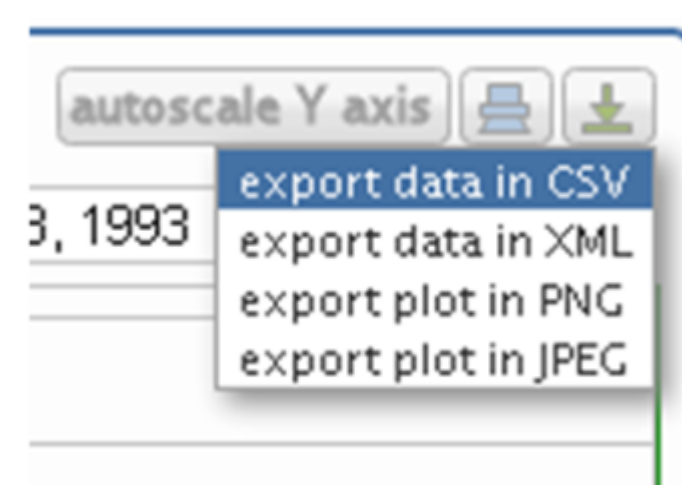 autoscale Y axis
export data in CSV
, 1993
export data in XML
export plot in PNG
export plot in JPEG